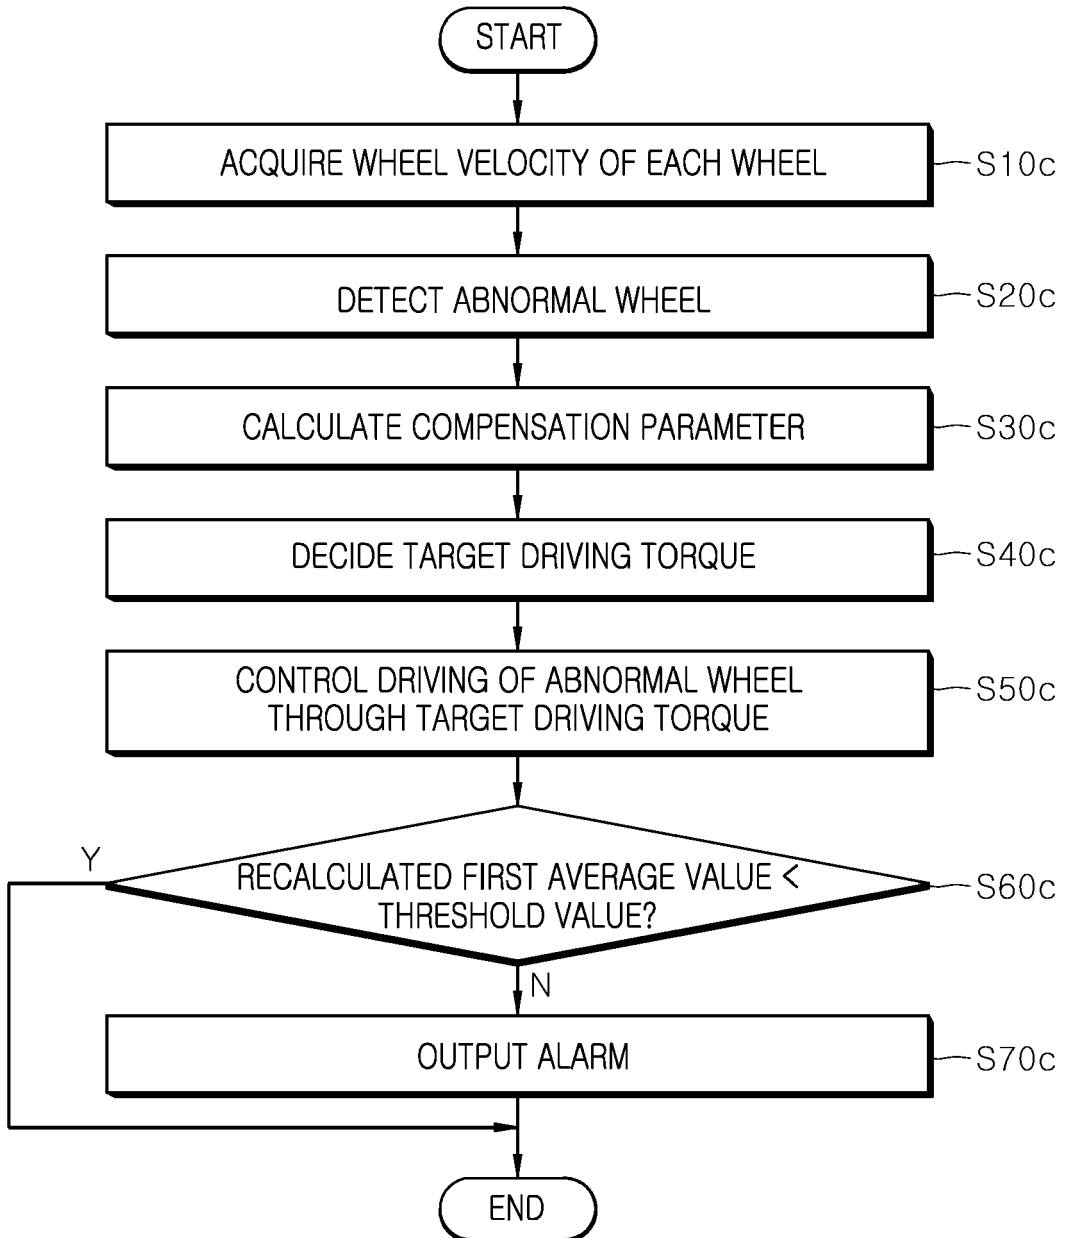 START
ACQUIRE WHEEL VELOCITY OF EACH WHEEL
S10c
DETECT ABNORMAL WHEEL
S20c
CALCULATE COMPENSATION PARAMETER
S30c
DECIDE TARGET DRIVING TORQUE
S40c
CONTROL DRIVING OF ABNORMAL WHEEL
THROUGH TARGET DRIVING TORQUE
S50c
Y
RECALCULATED FIRST AVERAGE VALUE <
THRESHOLD VALUE?
S60c
N
OUTPUT ALARM
S70c
END